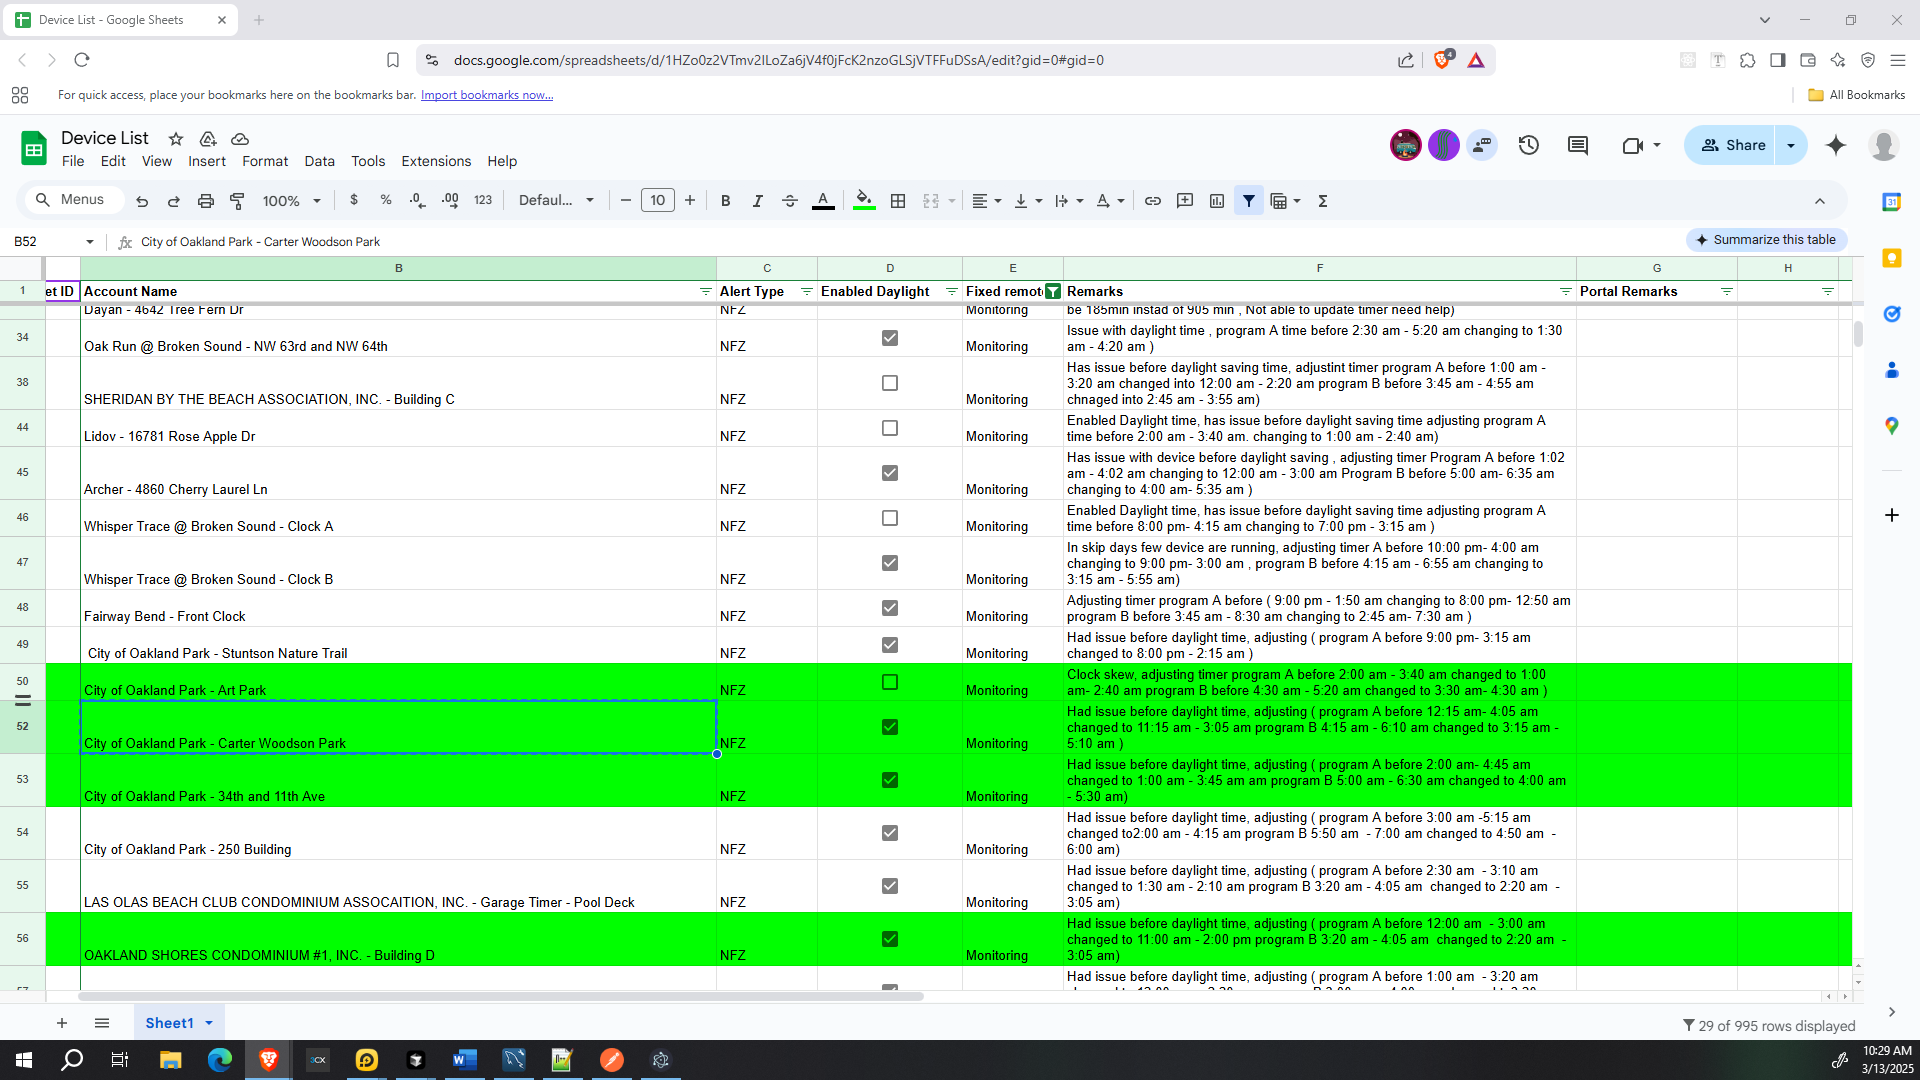 Device List - Google Sheets
docs.google.com/spreadsheets/d/1HZo0z2VTmv2ILoZa6jV4f0jFcK2nzoGLSjVTFFuDSsA/edit?gid=0#gid=0
4
For quick access, place your bookmarks here on the bookmarks bar. Import bookmarks now...
All Bookmarks
Device List
File Edit View Insert Format Data Tools Extensions Help
Share
Menus
100%
$ % .0 .00 123
Defaul...
10
B I A
B52
City of Oakland Park - Carter Woodson Park
Summarize this table
B C D E F G H
1 et ID Account Name Alert Type Enabled Daylight Fixed remot Remarks Portal Remarks
Dayan - 4642 Tree Fern Dr NFZ Monitoring be 185min instad of 905 min , Not able to update timer need help)
34 Oak Run @ Broken Sound - NW 63rd and NW 64th NFZ Monitoring
Issue with daylight time , program A time before 2:30 am - 5:20 am changing to 1:30
am - 4:20 am )
38 SHERIDAN BY THE BEACH ASSOCIATION, INC. - Building C NFZ Monitoring
Has issue before daylight saving time, adjustint timer program A before 1:00 am -
3:20 am changed into 12:00 am - 2:20 am program B before 3:45 am - 4:55 am
chnaged into 2:45 am - 3:55 am)
44 Lidov - 16781 Rose Apple Dr NFZ Monitoring
Enabled Daylight time, has issue before daylight saving time adjusting program A
time before 2:00 am - 3:40 am. changing to 1:00 am - 2:40 am)
45 Archer - 4860 Cherry Laurel Ln NFZ Monitoring
Has issue with device before daylight saving , adjusting timer Program A before 1:02
am - 4:02 am changing to 12:00 am - 3:00 am Program B before 5:00 am- 6:35 am
changing to 4:00 am- 5:35 am )
46 Whisper Trace @ Broken Sound - Clock A NFZ Monitoring
Enabled Daylight time, has issue before daylight saving time adjusting program A
time before 8:00 pm- 4:15 am changing to 7:00 pm - 3:15 am )
47 Whisper Trace @ Broken Sound - Clock B NFZ Monitoring
In skip days few device are running, adjusting timer A before 10:00 pm- 4:00 am
changing to 9:00 pm- 3:00 am , program B before 4:15 am - 6:55 am changing to
3:15 am - 5:55 am)
48 Fairway Bend - Front Clock NFZ Monitoring
Adjusting timer program A before ( 9:00 pm - 1:50 am changing to 8:00 pm- 12:50 am
program B before 3:45 am - 8:30 am changing to 2:45 am- 7:30 am )
49 City of Oakland Park - Stuntson Nature Trail NFZ Monitoring
Had issue before daylight time, adjusting ( program A before 9:00 pm- 3:15 am
changed to 8:00 pm - 2:15 am )
50 City of Oakland Park - Art Park NFZ Monitoring
Clock skew, adjusting timer program A before 2:00 am - 3:40 am changed to 1:00
am- 2:40 am program B before 4:30 am - 5:20 am changed to 3:30 am- 4:30 am )
52 City of Oakland Park - Carter Woodson Park NFZ Monitoring
Had issue before daylight time, adjusting ( program A before 12:15 am- 4:05 am
changed to 11:15 am - 3:05 am program B 4:15 am - 6:10 am changed to 3:15 am -
5:10 am )
53 City of Oakland Park - 34th and 11th Ave NFZ Monitoring
Had issue before daylight time, adjusting ( program A before 2:00 am- 4:45 am
changed to 1:00 am - 3:45 am am program B 5:00 am - 6:30 am changed to 4:00 am
- 5:30 am)
54 City of Oakland Park - 250 Building NFZ Monitoring
Had issue before daylight time, adjusting ( program A before 3:00 am -5:15 am
changed to2:00 am - 4:15 am program B 5:50 am - 7:00 am changed to 4:50 am -
6:00 am)
55 LAS OLAS BEACH CLUB CONDOMINIUM ASSOCAITION, INC. - Garage Timer - Pool Deck NFZ Monitoring
Had issue before daylight time, adjusting ( program A before 2:30 am - 3:10 am
changed to 1:30 am - 2:10 am program B 3:20 am - 4:05 am changed to 2:20 am -
3:05 am)
56 OAKLAND SHORES CONDOMINIUM #1, INC. - Building D NFZ Monitoring
Had issue before daylight time, adjusting ( program A before 12:00 am - 3:00 am
changed to 11:00 am - 2:00 pm program B 3:20 am - 4:05 am changed to 2:20 am -
3:05 am)
Had issue before daylight time, adjusting ( program A before 1:00 am - 3:20 am
Sheet1
29 of 995 rows displayed
31
3CX
W
10:29 AM
3/13/2025